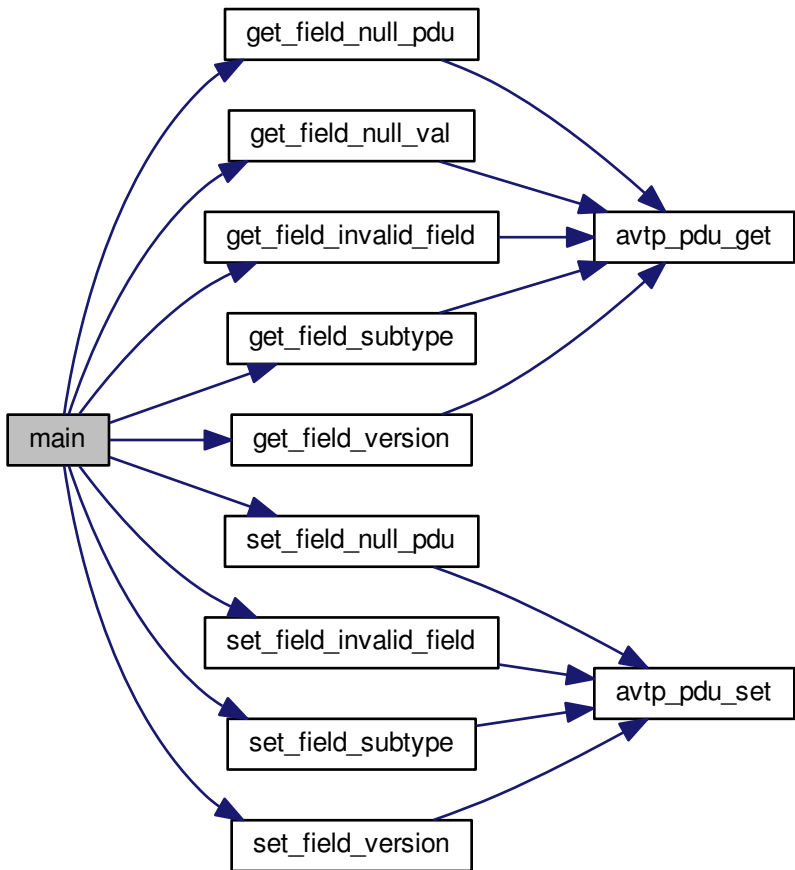 get_field_null_pdu
get_field_null_val
get_field_invalid_field
avtp_pdu_get
get_field_subtype
main
get_field_version
set_field_null_pdu
set_field_invalid_field
avtp_pdu_set
set_field_subtype
set_field_version